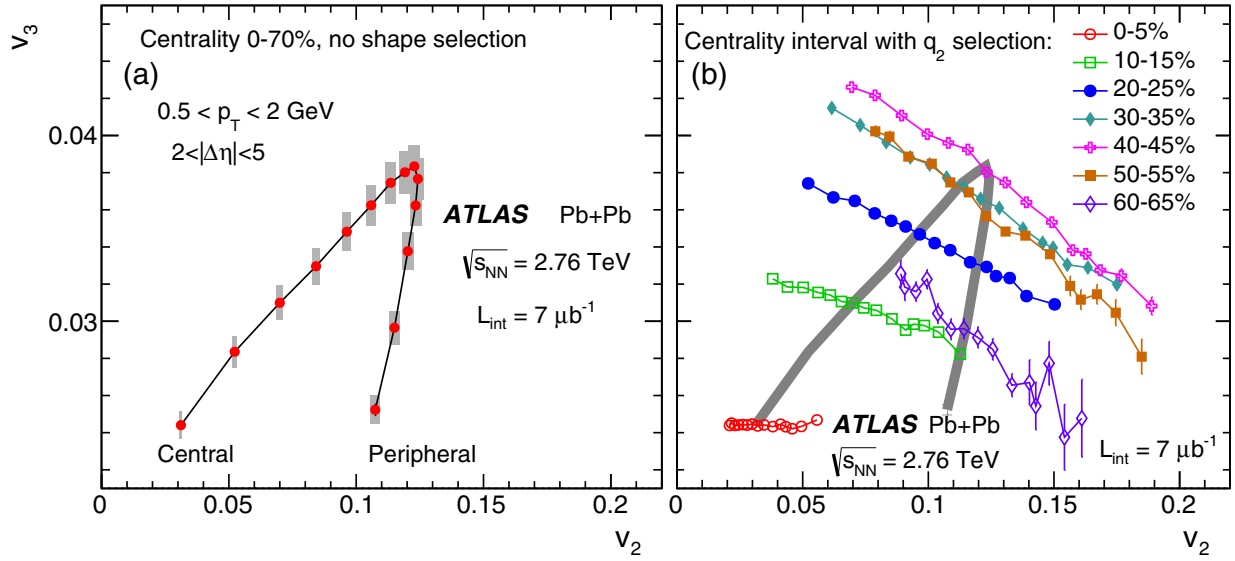 v3
Centrality 0-70%, no shape selection
(a)
0.5 < pT < 2 GeV
2<|Δη|<5
0.04
0.03
ATLAS Pb+Pb
√sNN = 2.76 TeV
Lint = 7 μb-1
Central
Peripheral
0
0.05
0.1
0.15
0.2
v2
Centrality interval with q2 selection:
(b)
0-5%
10-15%
20-25%
30-35%
40-45%
50-55%
60-65%
ATLAS Pb+Pb
√sNN = 2.76 TeV
Lint = 7 μb-1
0.05
0.1
0.15
0.2
v2